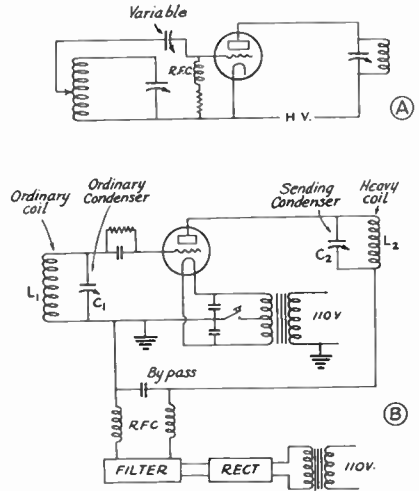 Variable
R.F.C.
H.V.
A
Ordinary coil
Ordinary Condenser
Sending Condenser
Heavy coil
L1
C1
C2
L2
110V
By pass
R.F.C
B
FILTER
RECT
110V.